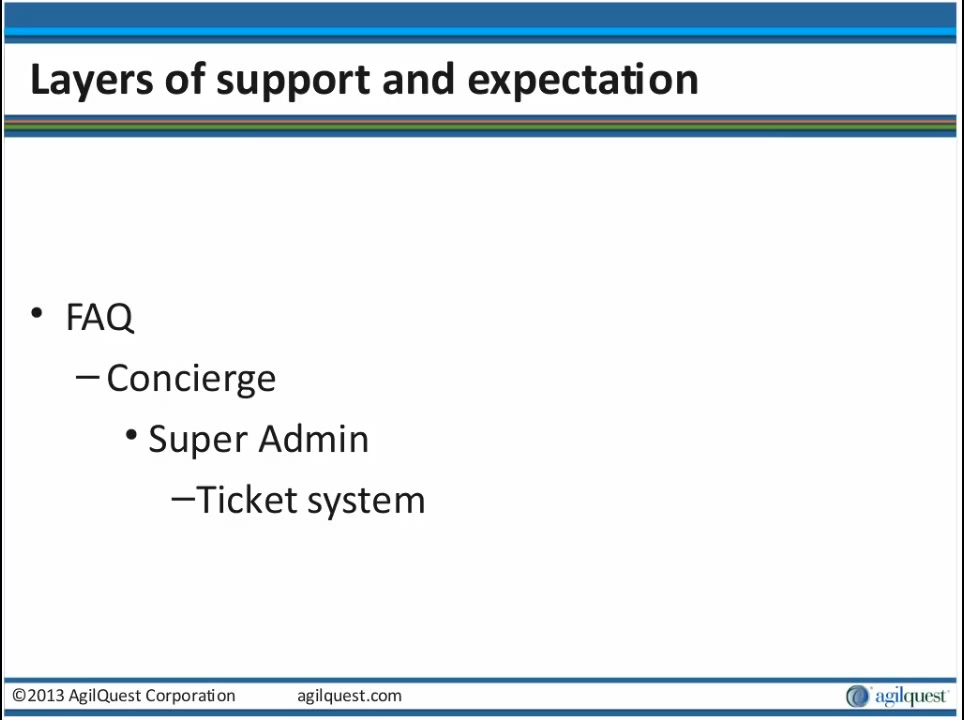 Layers of support and expectation
• FAQ
– Concierge
• Super Admin
–Ticket system
©2013 AgilQuest Corporation agilquest.com agilquest